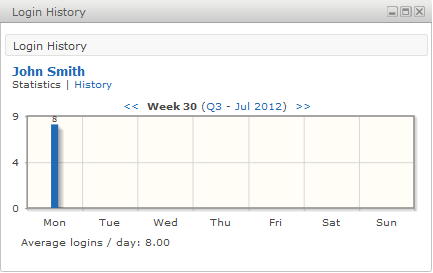 Login History
Login History
John Smith
Statistics | History
<< Week 30 (Q3 - Jul 2012) >>
9
8
4
0
Mon Tue Wed Thu Fri Sat Sun
Average logins / day: 8.00